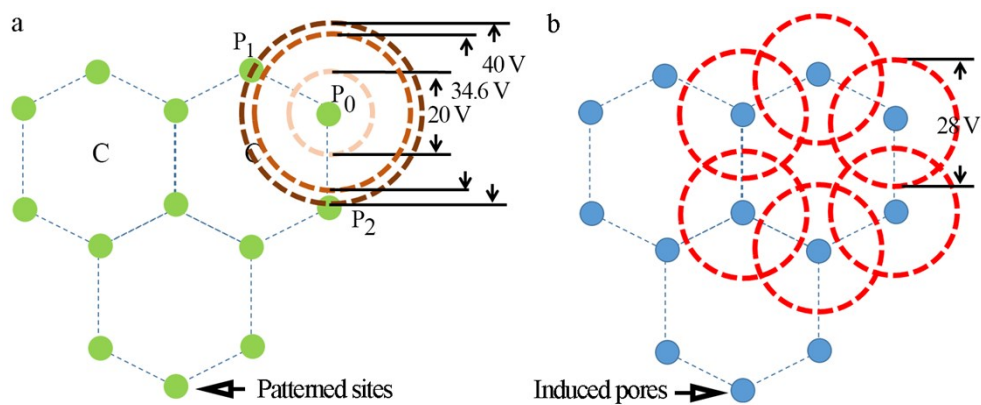 a
P1
40 V
34.6 V
P0
20 V
C
C
P2
Patterned sites
b
28 V
Induced pores